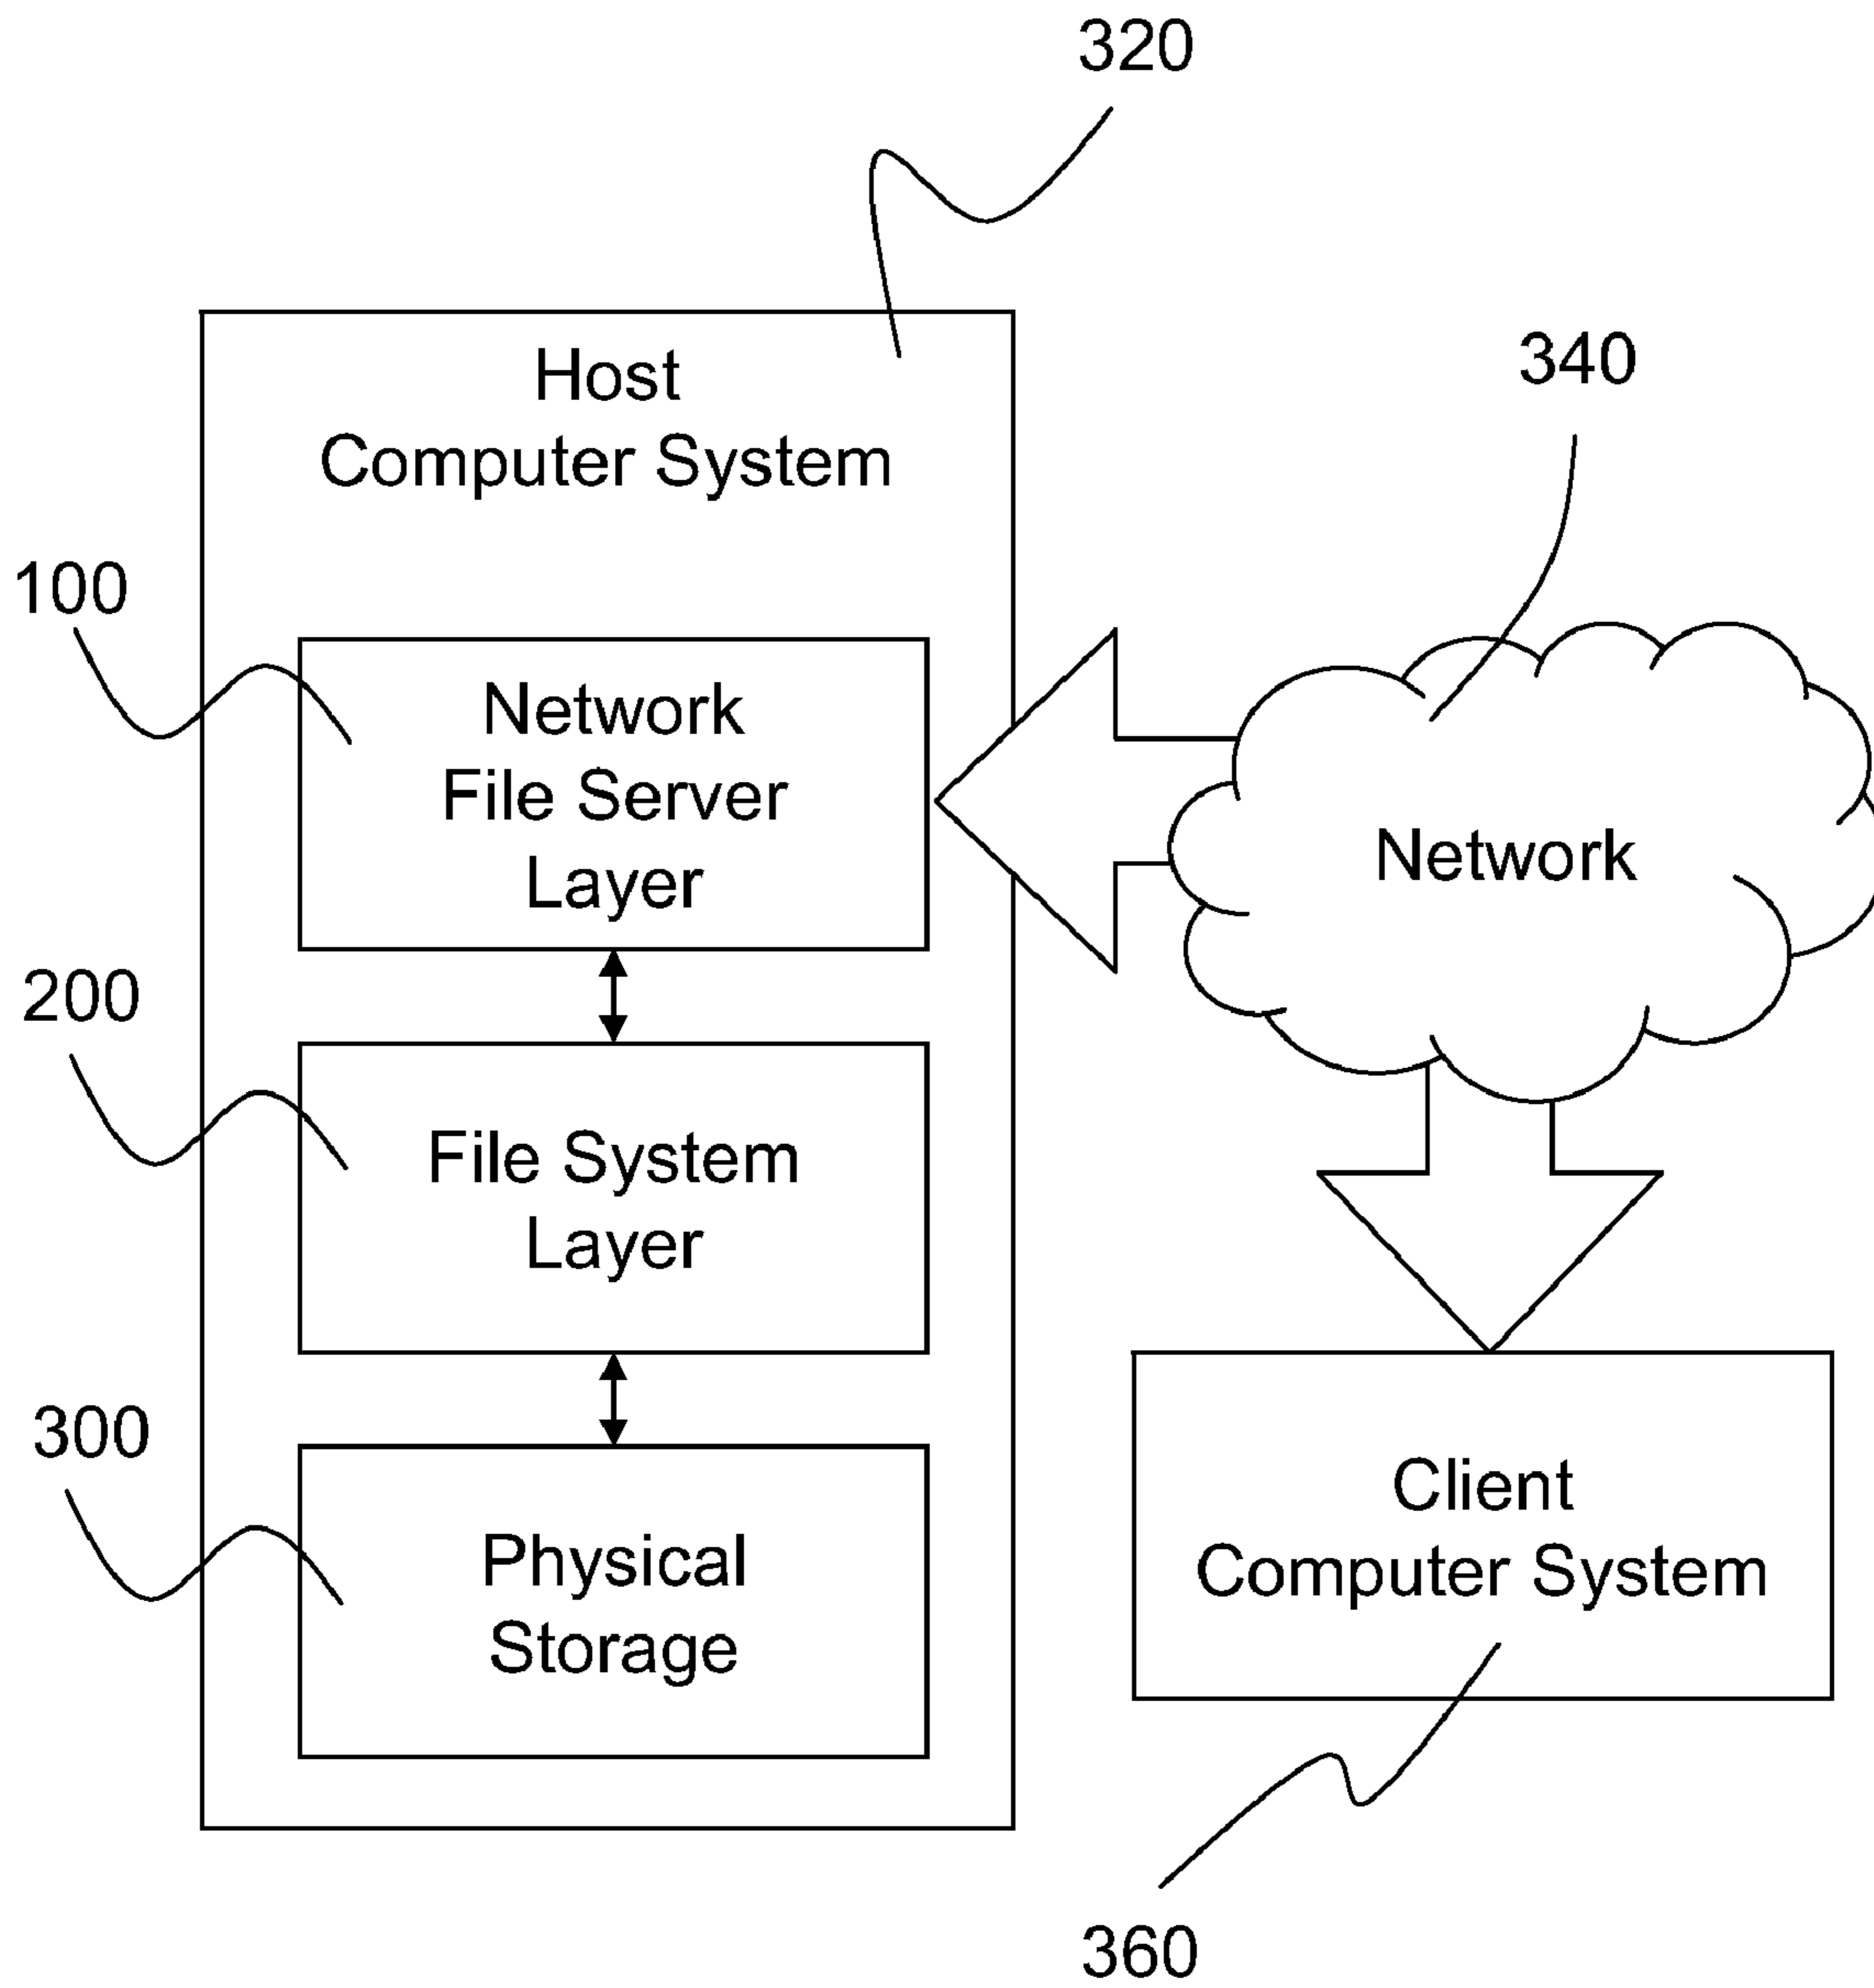 320
Host
Computer System
340
100
Network
File Server
Layer
Network
200
File System
Layer
300
Physical
Storage
Client
Computer System
360